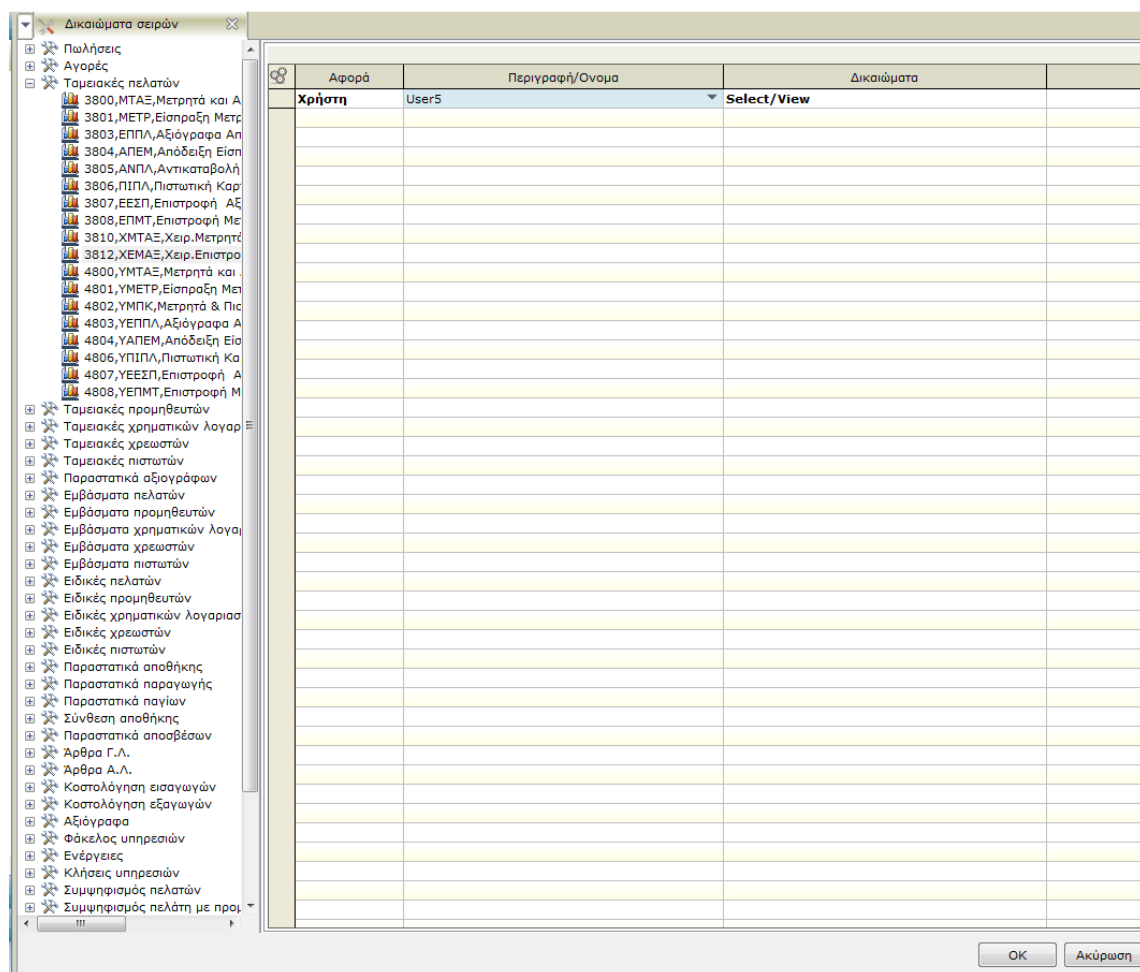 Δικαιώματα σειρών
Πωλήσεις
Αγορές
Ταμειακές πελατών
3800,ΜΤΑΞ,Μετρητά και Α
3801,ΜΕΤΡ,Είσπραξη Μετρ
3803,ΕΠΠΛ,Αξιόγραφα Απ
3804,ΑΠΕΜ,Απόδειξη Είσπ
3805,ΑΝΠΛ,Αντικαταβολή
3806,ΠΙΠΛ,Πιστωτική Καρτ
3807,ΕΕΣΠ,Επιστροφή Αξ
3808,ΕΠΜΤ,Επιστροφή Με
3810,ΧΜΤΑΞ,Χειρ.Μετρητά
3812,ΧΕΜΑΞ,Χειρ.Επιστρο
4800,ΥΜΤΑΞ,Μετρητά και
4801,ΥΜΕΤΡ,Είσπραξη Μετ
4802,ΥΜΠΚ,Μετρητά & Πισ
4803,ΥΕΠΠΛ,Αξιόγραφα Α
4804,ΥΑΠΕΜ,Απόδειξη Είσ
4806,ΥΠΙΠΛ,Πιστωτική Κα
4807,ΥΕΕΣΠ,Επιστροφή Α
4808,ΥΕΠΜΤ,Επιστροφή Μ
Ταμειακές προμηθευτών
Ταμειακές χρηματικών λογαρ
Ταμειακές χρεωστών
Ταμειακές πιστωτών
Παραστατικά αξιογράφων
Εμβάσματα πελατών
Εμβάσματα προμηθευτών
Εμβάσματα χρηματικών λογαρ
Εμβάσματα χρεωστών
Εμβάσματα πιστωτών
Ειδικές πελατών
Ειδικές προμηθευτών
Ειδικές χρηματικών λογαριασ
Ειδικές χρεωστών
Ειδικές πιστωτών
Παραστατικά αποθήκης
Παραστατικά παραγωγής
Παραστατικά παγίων
Σύνθεση αποθήκης
Παραστατικά αποσβέσων
Άρθρα Γ.Λ.
Άρθρα Α.Λ.
Κοστολόγηση εισαγωγών
Κοστολόγηση εξαγωγών
Αξιόγραφα
Φάκελος υπηρεσιών
Ενέργειες
Κλήσεις υπηρεσιών
Συμψηφισμός πελατών
Συμψηφισμός πελάτη με προμ
Αφορά Περιγραφή/Ονομα Δικαιώματα
Χρήστη User5 Select/View
OK Ακύρωση